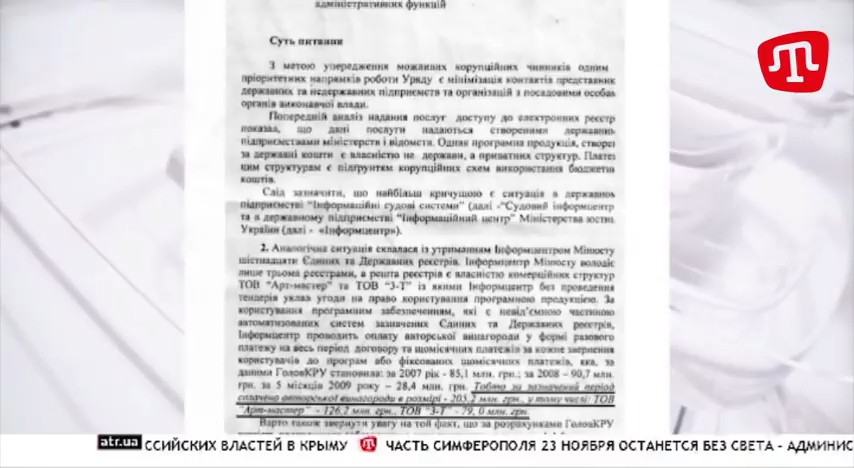 адміністративних функцій
Суть питання
З метою упередження можливих корупційних чинників одним
пріоритетних напрямків роботи Уряду є мінімізація контактів представник
державних та недержавних підприємств та організацій з посадовими особам
органів виконавчої влади.
Попередній аналіз надання послуг доступу до електронних реєстр
показав, що дані послуги надаються створеними державним
підприємствами міністерств і відомств. Однак програмна продукція, створе
за державні кошти є власністю не держави, а приватних структур. Платеж
цим структурам є підґрунтям корупційних схем використання бюджетн
коштів.
Слід зазначити, що найбільш кричущою є ситуація в державном
підприємстві "Інформаційні судові системи" (далі -"Судовий інформцентр
та в державному підприємстві "Інформаційний центр" Міністерства юстиц
України (далі - «Інформцентр»).
2. Аналогічна ситуація склалася із утриманням Інформцентром Мінюсту
шістнадцяти Єдиних та Державних реєстрів. Інформцентр Мінюсту володіє
лише трьома реєстрами, а решта реєстрів є власністю комерційних структур
ТОВ "Арт-мастер" та ТОВ "З-Т" із якими Інформцентр без проведення
тендерів уклав угоди на право користування програмною продукцією. За
користування програмним забезпеченням, які є невід'ємною частиною
автоматизованих систем зазначених Єдиних та Державних реєстрів,
Інформцентр проводить оплату авторської винагороди у формі разового
платежу на весь період договору та щомісячних платежів за кожне звернення
користувачів до програм або фіксованих щомісячних платежів, яка, за
даними ГоловКРУ становила: за 2007 рік - 85,1 млн. грн.; за 2008 – 90,7 млн.
грн. за 5 місяців 2009 року – 28,4 млн. грн. Тобто за зазначений період
сплачено авторської винагороди в розмірі - 205,2 млн. грн., у тому числі: ТОВ
"Арт-мастер" - 126,2 млн. грн., ТОВ "З-Т" - 79, 0 млн. грн.
Варто також звернути увагу на той факт, що за розрахунками ГоловКРУ
atr.ua ССИЙСКИХ ВЛАСТЕЙ В КРЫМУ ЧАСТЬ СИМФЕРОПОЛЯ 23 НОЯБРЯ ОСТАНЕТСЯ БЕЗ СВЕТА - АДМИНИС